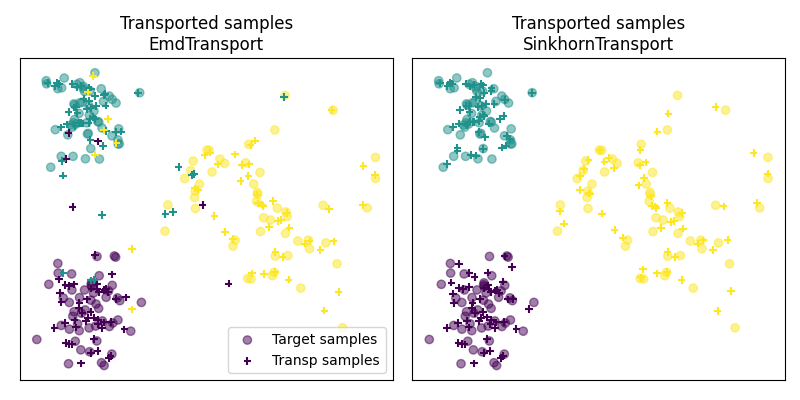 Transported samples
EmdTransport
Transported samples
SinkhornTransport
Target samples
Transp samples